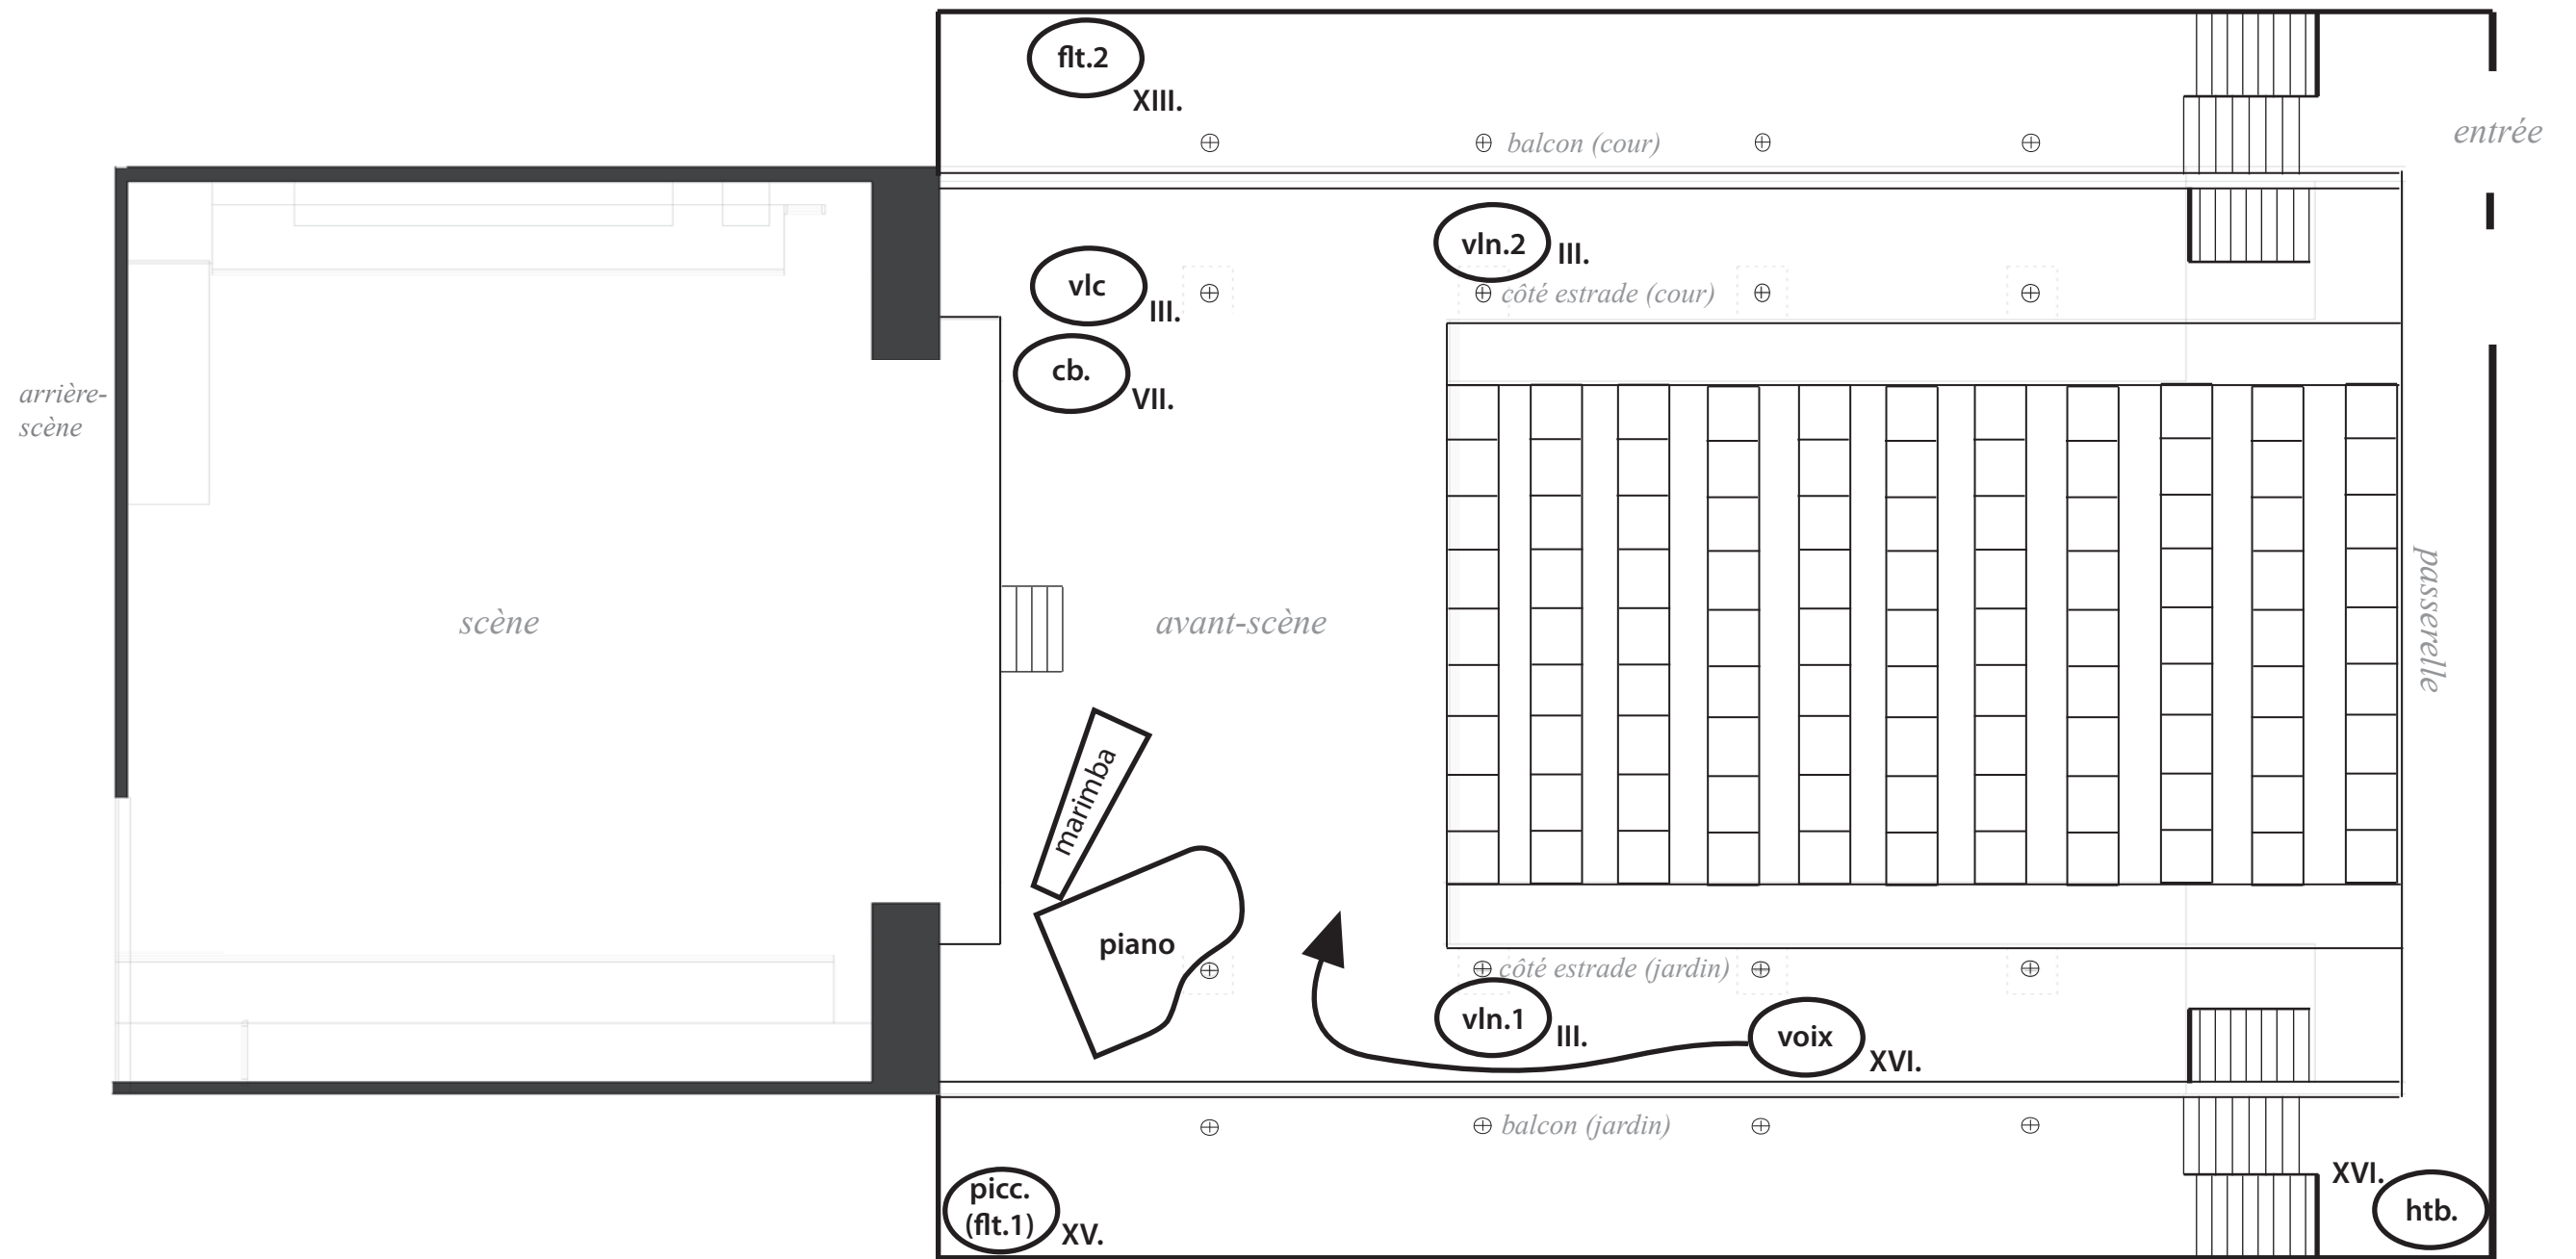 flt.2
XIII.
entrée
balcon (cour)
vln.2
III.
vlc
III.
côté estrade (cour)
cb.
VII.
arrière-
scène
scène
avant-scène
passerelle
marimba
piano
côté estrade (jardin)
vln.1
III.
voix
XVI.
balcon (jardin)
picc.
(flt.1)
XV.
XVI.
htb.